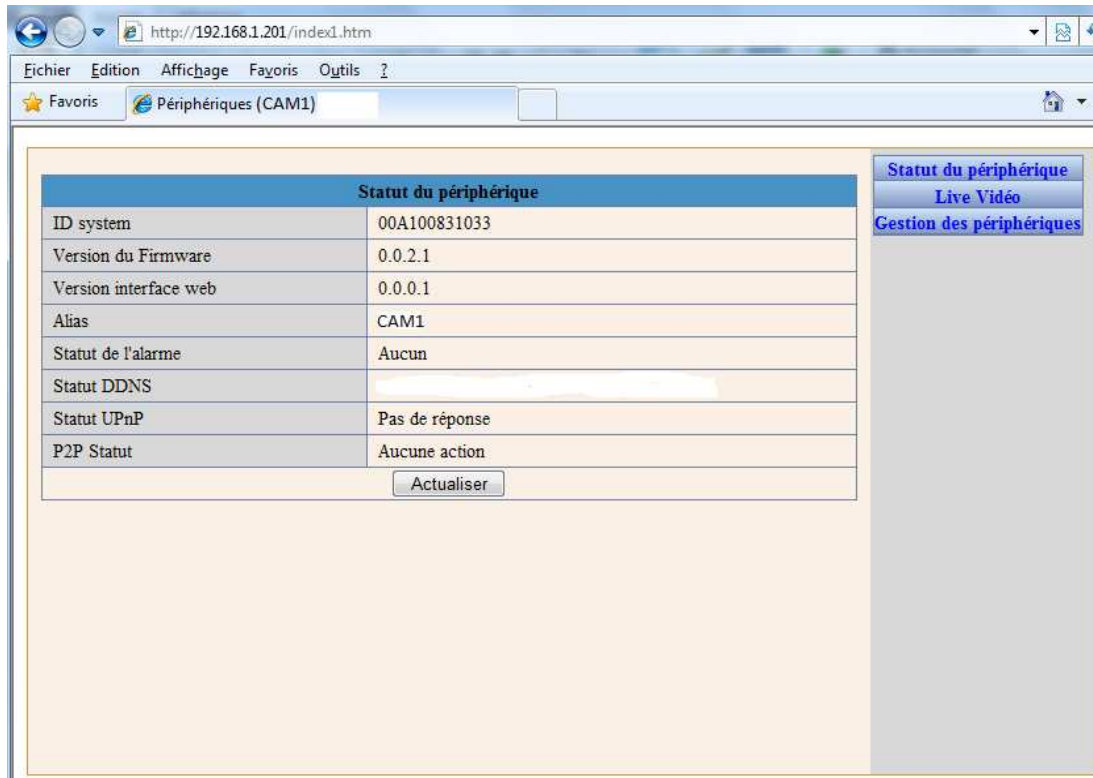 http://192.168.1.201/index1.htm
Fichier Edition Affichage Favoris Outils ?
Favoris Périphériques (CAM1)
Statut du périphérique
ID system 00A100831033
Version du Firmware 0.0.2.1
Version interface web 0.0.0.1
Alias CAM1
Statut de l'alarme Aucun
Statut DDNS
Statut UPnP Pas de réponse
P2P Statut Aucune action
Actualiser
Statut du périphérique
Live Vidéo
Gestion des périphériques